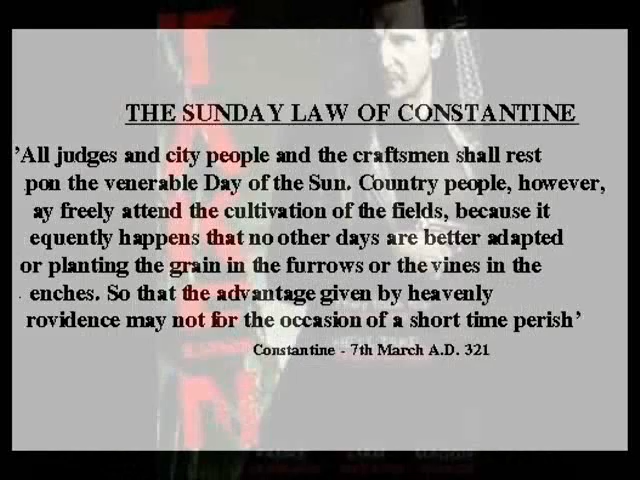 THE SUNDAY LAW OF CONSTANTINE
’All judges and city people and the craftsmen shall rest
pon the venerable Day of the Sun. Country people, however,
ay freely attend the cultivation of the fields, because it
equently happens that no other days are better adapted
or planting the grain in the furrows or the vines in the
enches. So that the advantage given by heavenly
rovidence may not for the occasion of a short time perish’
Constantine - 7th March A.D. 321
TAKEN